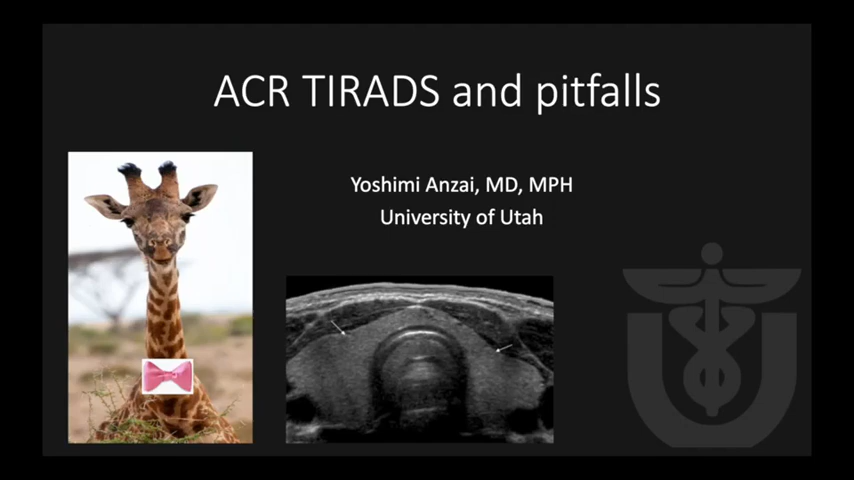 ACR TIRADS and pitfalls
Yoshimi Anzai, MD, MPH
University of Utah